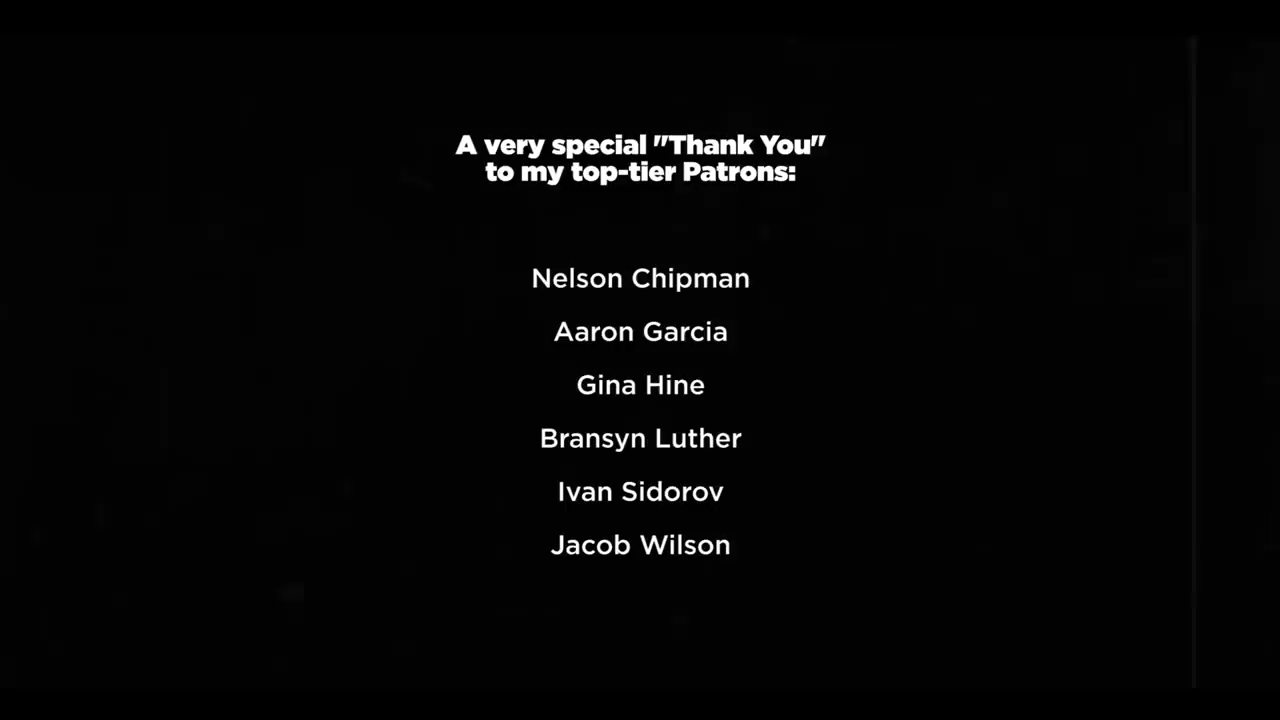 A very special "Thank You"
to my top-tier Patrons:
Nelson Chipman
Aaron Garcia
Gina Hine
Bransyn Luther
Ivan Sidorov
Jacob Wilson